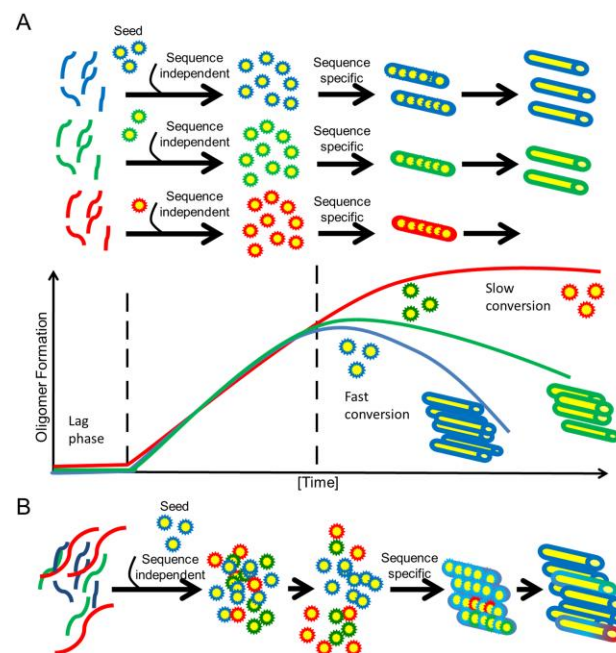 A
Seed
Sequence
independent
Sequence
specific
Sequence
independent
Sequence
specific
Sequence
independent
Sequence
specific
Oligomer Formation
Lag
phase
Fast
conversion
Slow
conversion
[Time]
B
Seed
Sequence
independent
Sequence
specific